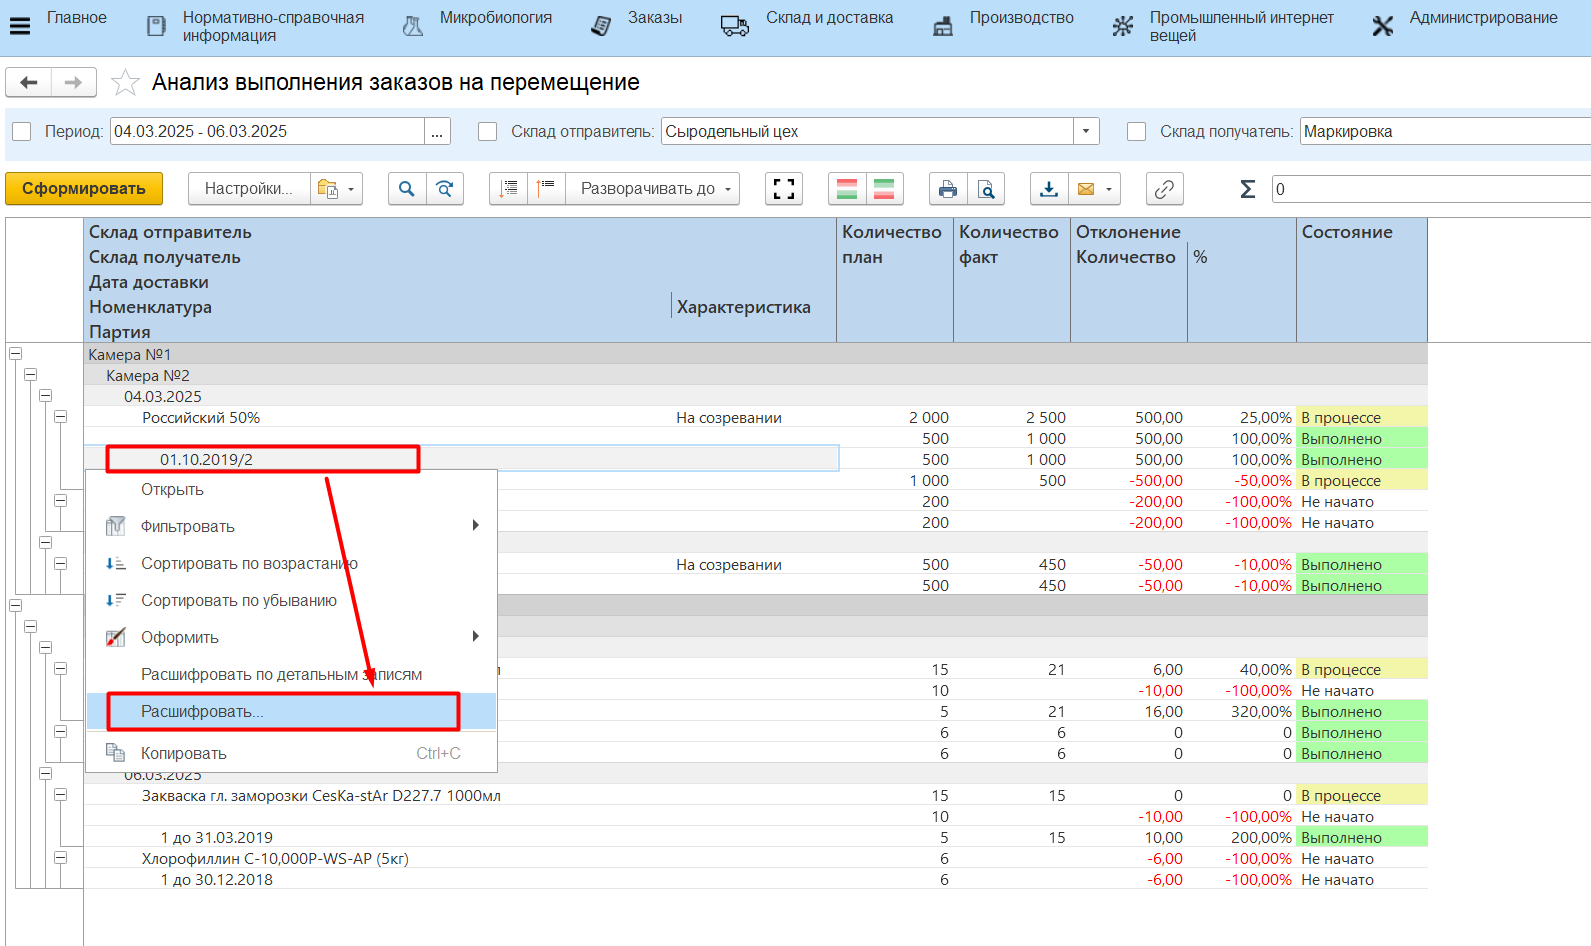 Главное
Нормативно-справочная информация
Микробиология
Заказы
Склад и доставка
Производство
Промышленный интернет вещей
Администрирование
Анализ выполнения заказов на перемещение
Период: 04.03.2025 - 06.03.2025 ...
Склад отправитель: Сыродельный цех
Склад получатель: Маркировка
Сформировать
Настройки...
Разворачивать до
Σ 0
Склад отправитель
Склад получатель
Дата доставки
Номенклатура
Характеристика
Партия
Количество план
Количество факт
Отклонение
Количество
%
Состояние
Камера №1
Камера №2
04.03.2025
Российский 50% На созревании 2 000 2 500 500,00 25,00% В процессе
500 1 000 500,00 100,00% Выполнено
01.10.2019/2 500 1 000 500,00 100,00% Выполнено
1 000 500 -500,00 -50,00% В процессе
200 -200,00 -100,00% Не начато
200 -200,00 -100,00% Не начато
На созревании 500 450 -50,00 -10,00% Выполнено
500 450 -50,00 -10,00% Выполнено
15 21 6,00 40,00% В процессе
10 -10,00 -100,00% Не начато
5 21 16,00 320,00% Выполнено
6 6 0 0 Выполнено
6 6 0 0 Выполнено
Открыть
Фильтровать
Сортировать по возрастанию
Сортировать по убыванию
Оформить
Расшифровать по детальным записям
Расшифровать...
Копировать Ctrl+C
06.03.2025
Закваска гл. заморозки CesKa-stAr D227.7 1000мл 15 15 0 0 В процессе
10 -10,00 -100,00% Не начато
1 до 31.03.2019 5 15 10,00 200,00% Выполнено
Хлорофиллин C-10,000P-WS-AP (5кг) 6 -6,00 -100,00% Не начато
1 до 30.12.2018 6 -6,00 -100,00% Не начато